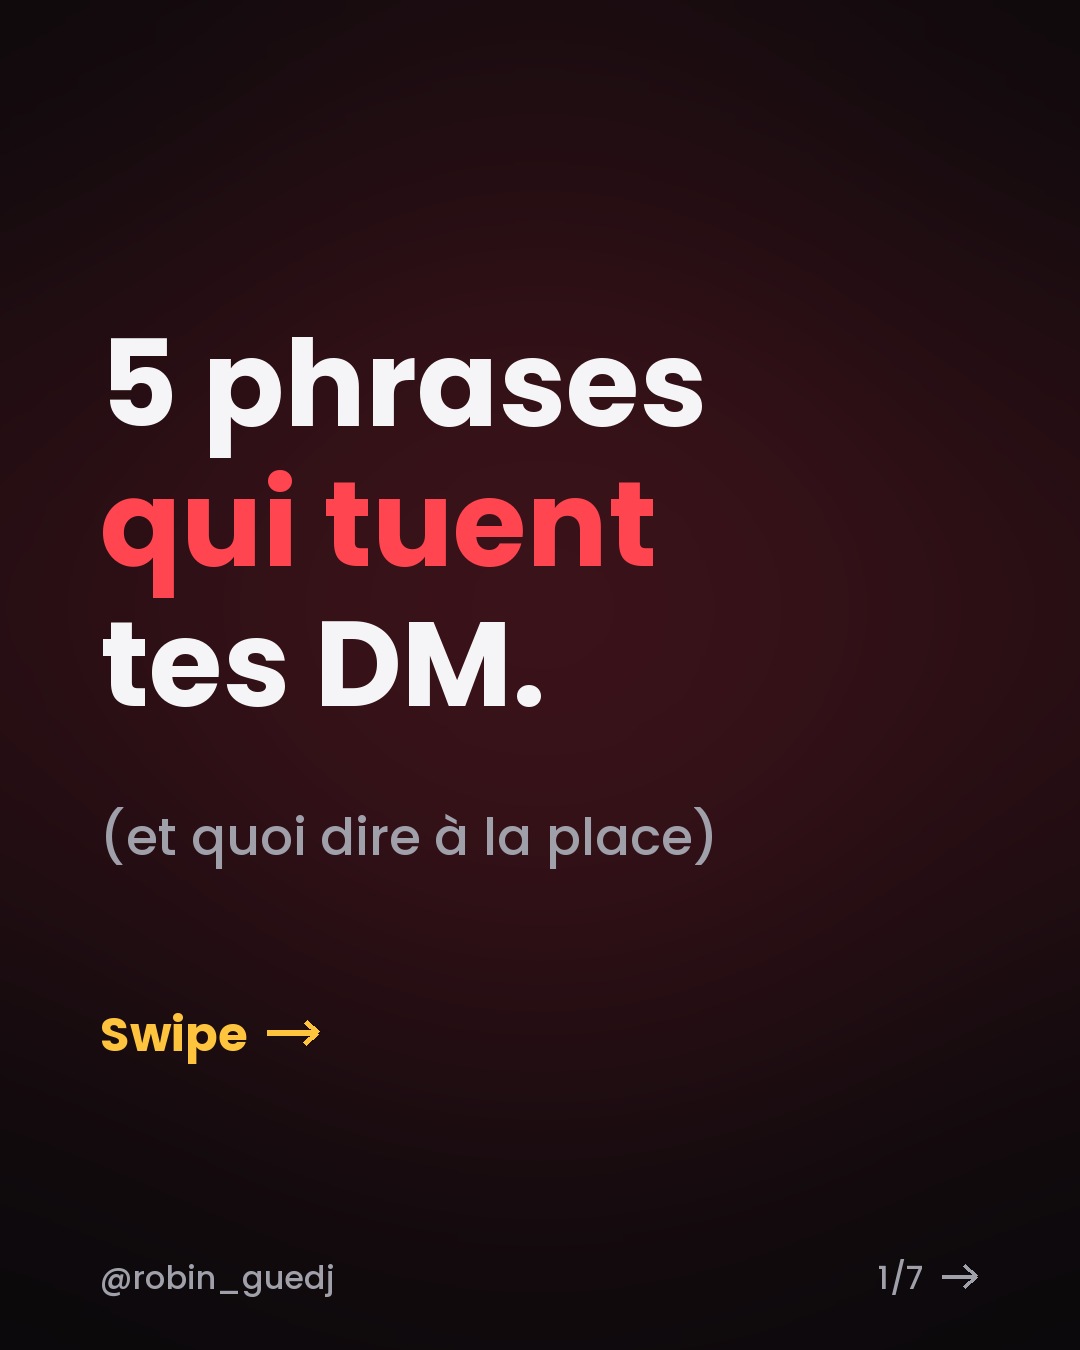 5 phrases
qui tuent
tes DM.
(et quoi dire à la place)
Swipe →
@robin_guedj
1/7 →